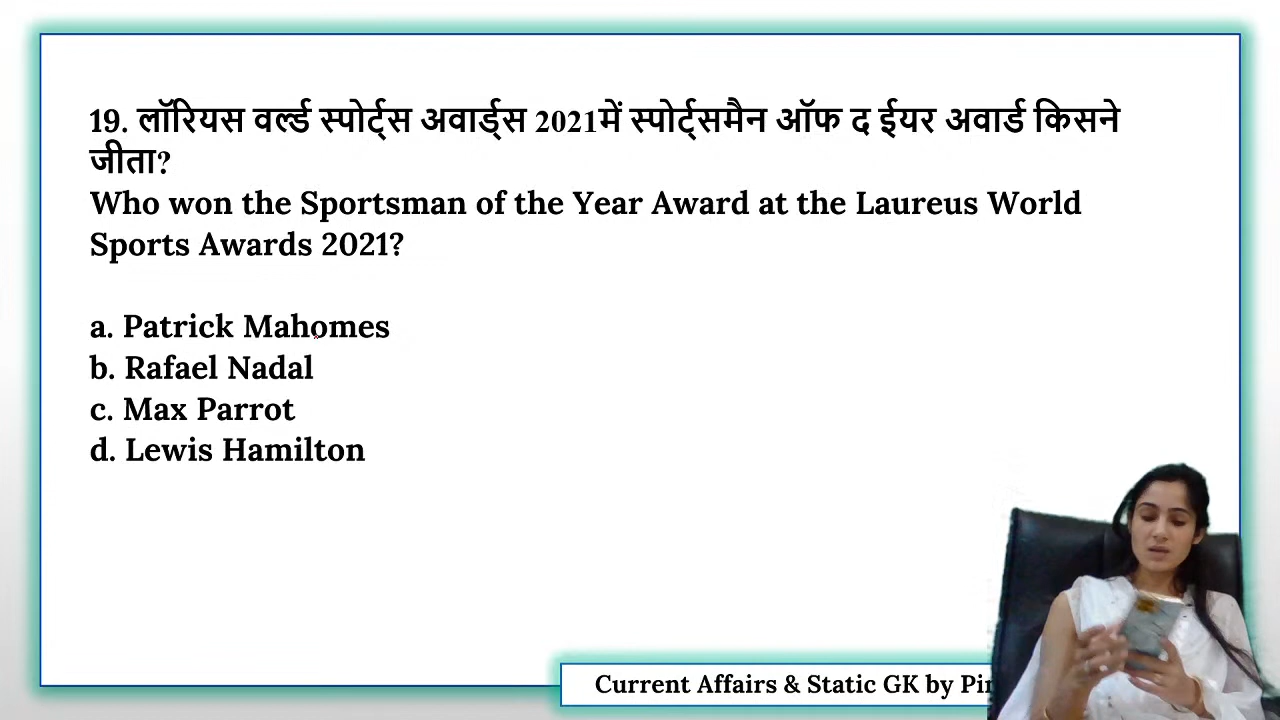 19. लॉरियस वर्ल्ड स्पोर्ट्स अवार्ड्स 2021में स्पोर्ट्समैन ऑफ द ईयर अवार्ड किसने
जीता?
Who won the Sportsman of the Year Award at the Laureus World
Sports Awards 2021?
a. Patrick Mahomes
b. Rafael Nadal
c. Max Parrot
d. Lewis Hamilton
Current Affairs & Static GK by